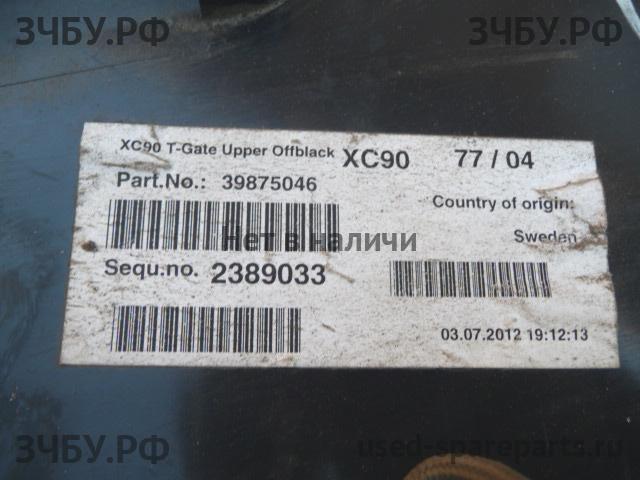 ЗЧБУ.РФ
ЗЧБУ.РФ
XC90 T-Gate Upper Offblack XC90 77 / 04
Part.No.: 39875046
Country of origin:
Sweden
Нет в наличи
Sequ.no. 2389033
03.07.2012 19:12:13
ЗЧБУ.РФ
used-spareparts.ru